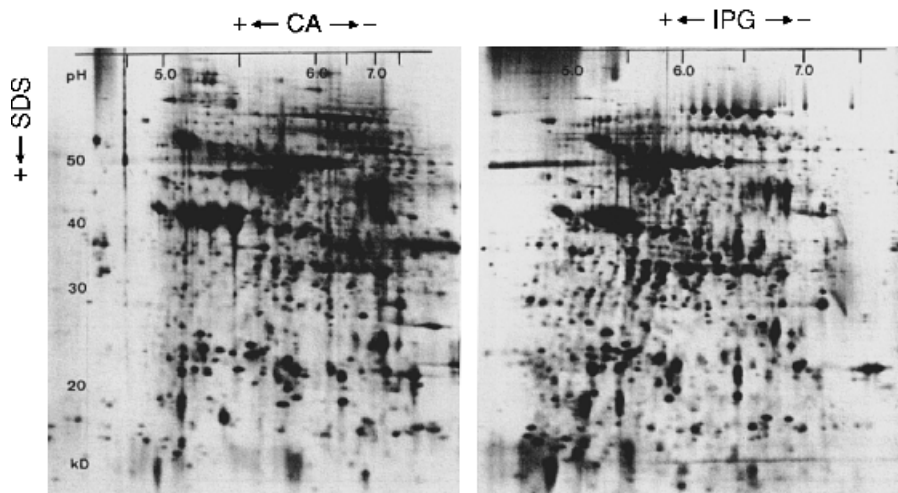 + ← CA → −
+ ← IPG → −
pH 5.0 6.0 7.0
5.0 6.0 7.0
+ ← SDS
50
40
30
20
kD